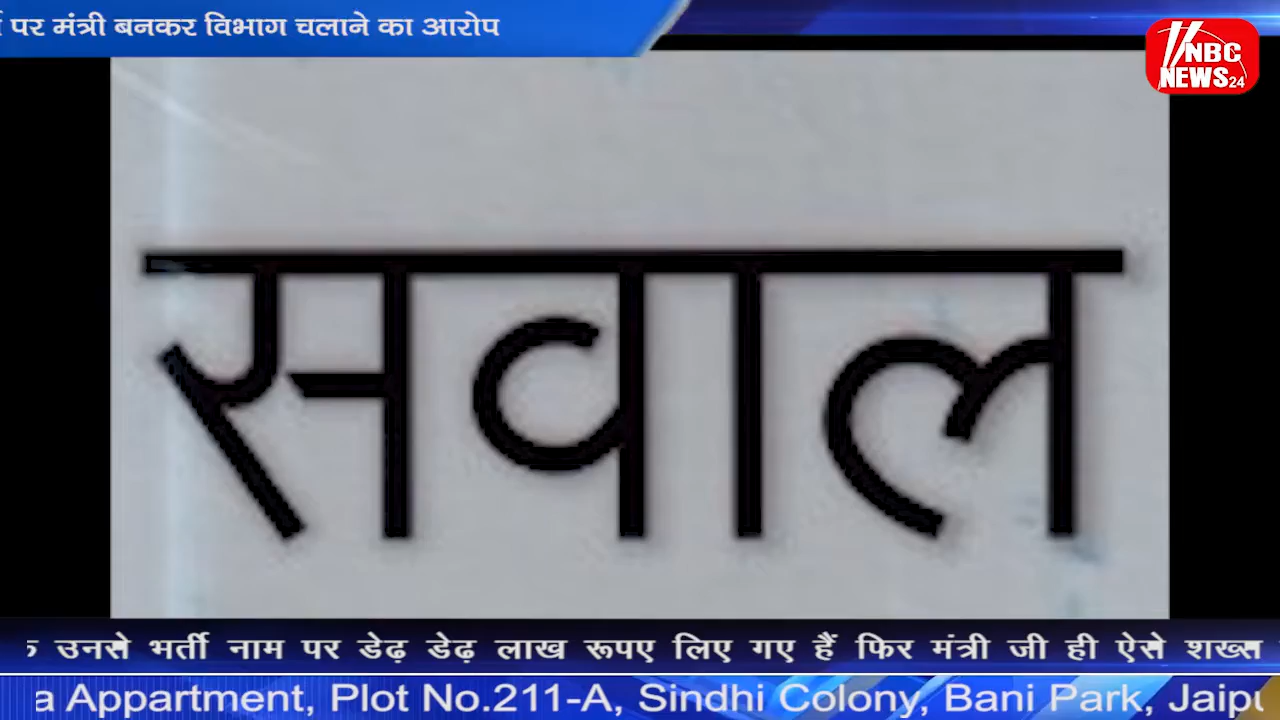 पर मंत्री बनकर विभाग चलाने का आरोप
NBC
NEWS24
सवाल
उनसे भर्ती नाम पर डेढ़ डेढ़ लाख रूपए लिए गए हैं फिर मंत्री जी ही ऐसे शख्स
a Appartment, Plot No.211-A, Sindhi Colony, Bani Park, Jaipu